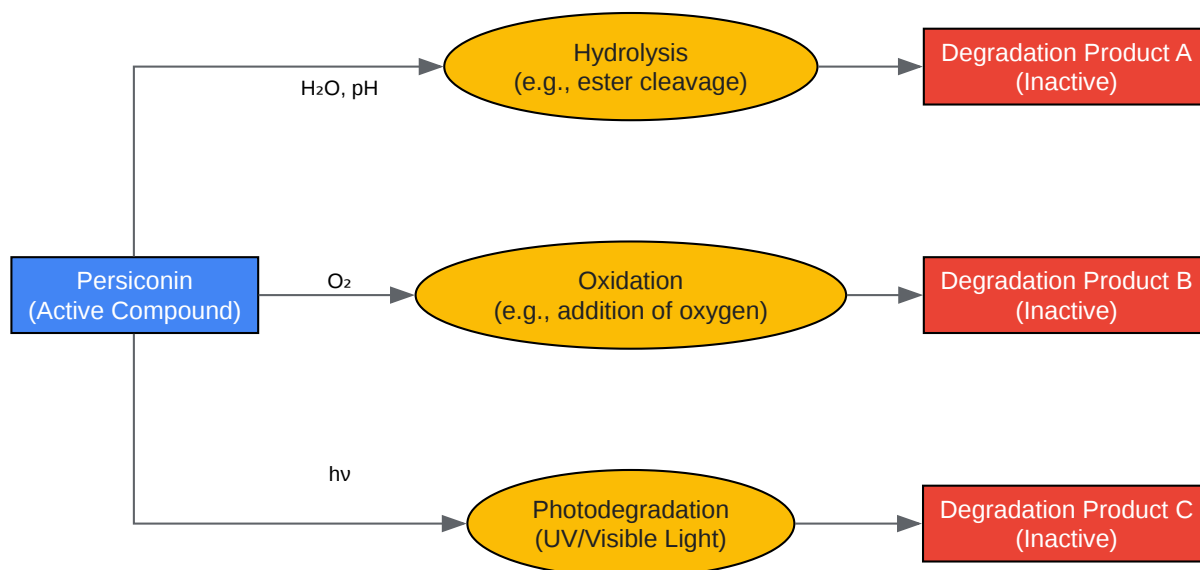 Hydrolysis
(e.g., ester cleavage)
Degradation Product A
(Inactive)
H₂O, pH
Persiconin
(Active Compound)
O₂
Oxidation
(e.g., addition of oxygen)
Degradation Product B
(Inactive)
hν
Photodegradation
(UV/Visible Light)
Degradation Product C
(Inactive)